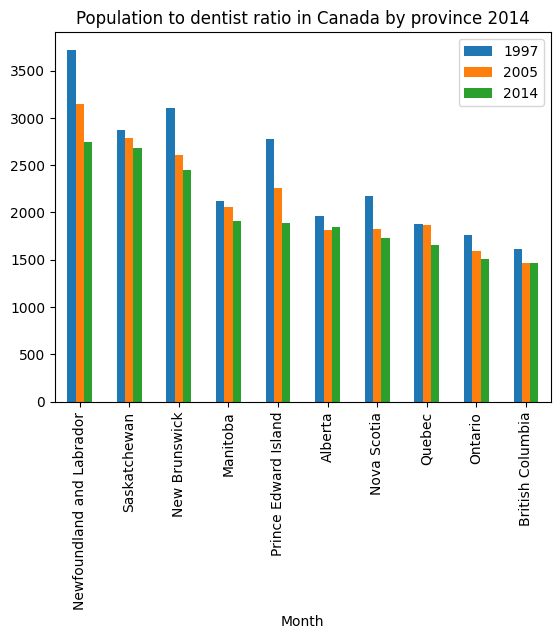 Population to dentist ratio in Canada by province 2014
1997
2005
2014
3500
3000
2500
2000
1500
1000
500
0
Newfoundland and Labrador
Saskatchewan
New Brunswick
Manitoba
Prince Edward Island
Alberta
Nova Scotia
Quebec
Ontario
British Columbia
Month